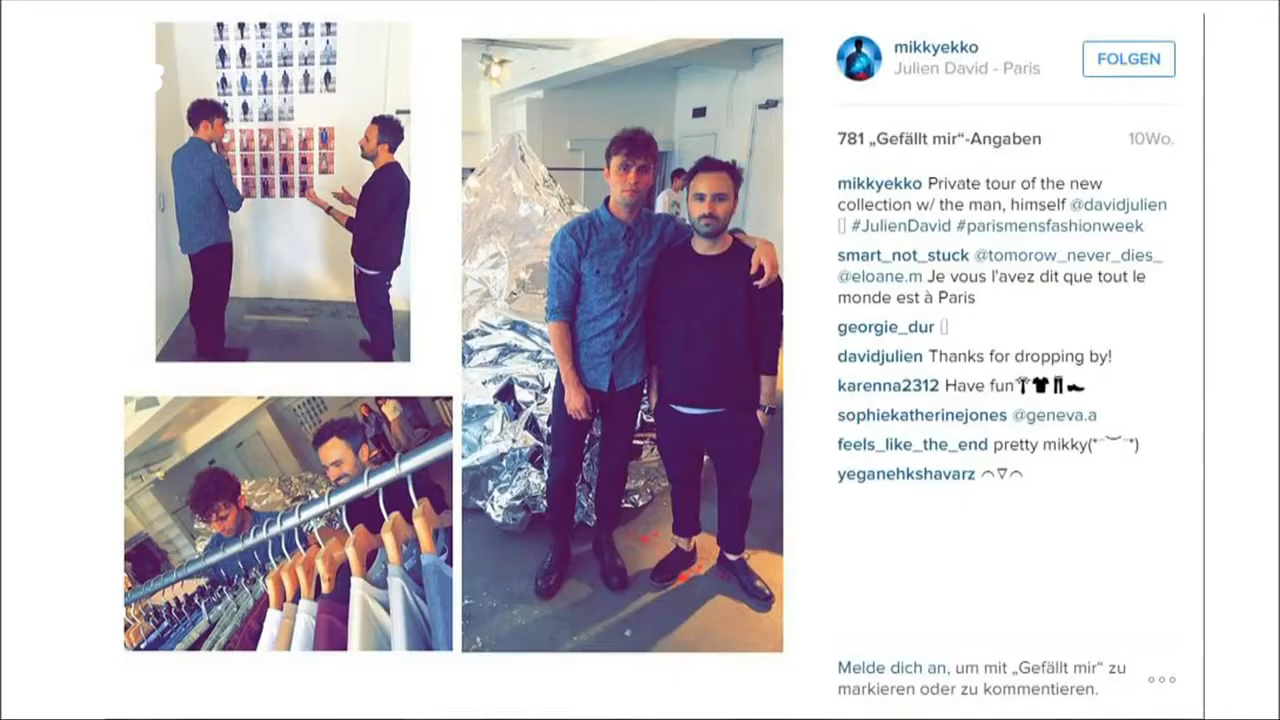 mikkyekko
Julien David - Paris
FOLGEN
781 „Gefällt mir“-Angaben
10Wo.
mikkyekko Private tour of the new
collection w/ the man, himself @davidjulien
#JulienDavid #parismensfashionweek
smart_not_stuck @tomorow_never_dies_
@eloane.m Je vous l'avez dit que tout le
monde est à Paris
georgie_dur
davidjulien Thanks for dropping by!
karenna2312 Have fun
sophiekatherinejones @geneva.a
feels_like_the_end pretty mikky(*¯︶¯*)
yeganehkshavarz ⌒▽⌒
Melde dich an, um mit „Gefällt mir“ zu
markieren oder zu kommentieren.